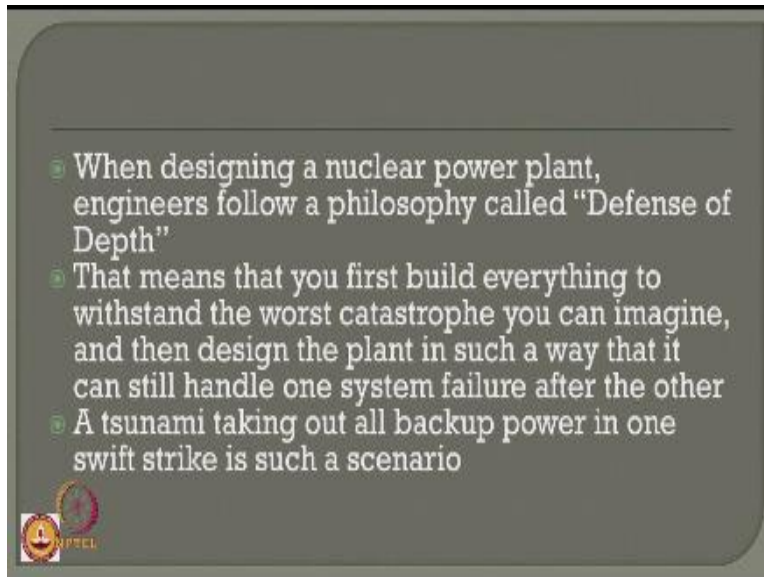 When designing a nuclear power plant,
engineers follow a philosophy called “Defense of
Depth”
That means that you first build everything to
withstand the worst catastrophe you can imagine,
and then design the plant in such a way that it
can still handle one system failure after the other
A tsunami taking out all backup power in one
swift strike is such a scenario
NPTEL